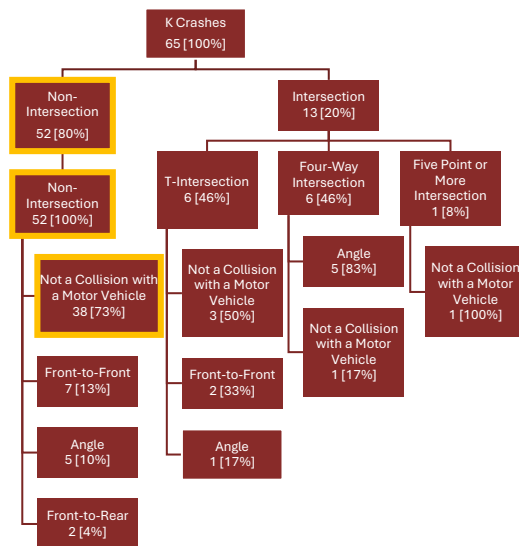 K Crashes
65 [100%]
Non-
Intersection
52 [80%]
Intersection
13 [20%]
Non-
Intersection
52 [100%]
T-Intersection
6 [46%]
Four-Way
Intersection
6 [46%]
Five Point or
More
Intersection
1 [8%]
Not a Collision with
a Motor Vehicle
38 [73%]
Front-to-Front
7 [13%]
Angle
5 [10%]
Front-to-Rear
2 [4%]
Not a Collision
with a Motor
Vehicle
3 [50%]
Front-to-Front
2 [33%]
Angle
1 [17%]
Angle
5 [83%]
Not a Collision
with a Motor
Vehicle
1 [17%]
Not a Collision
with a Motor
Vehicle
1 [100%]